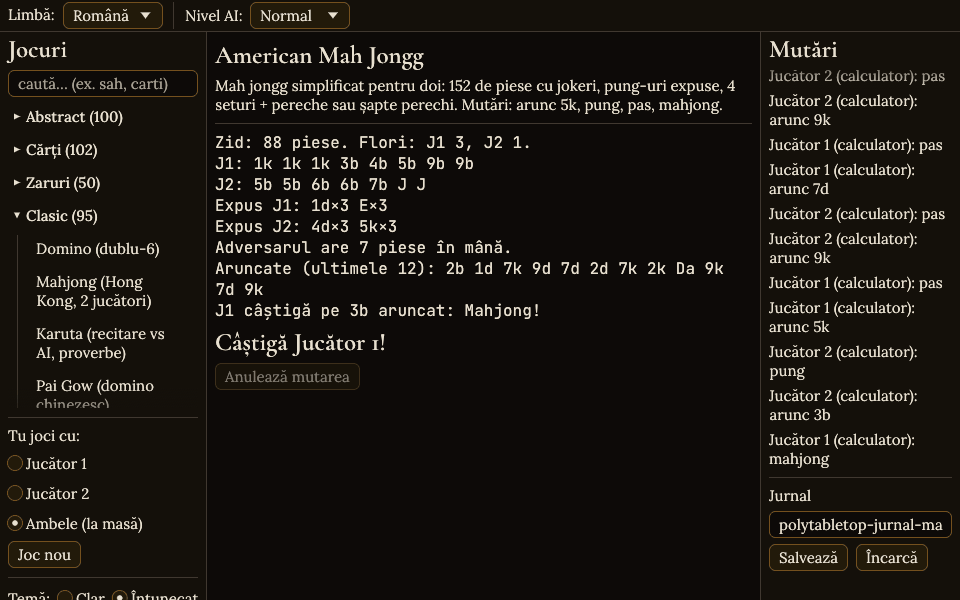 Limbă:
Română
Nivel AI:
Normal
Jocuri
caută... (ex. sah, carti)
Abstract (100)
Cărți (102)
Zaruri (50)
Clasic (95)
Domino (dublu-6)
Mahjong (Hong
Kong, 2 jucători)
Karuta (recitare vs
AI, proverbe)
Pai Gow (domino
chinezesc)
Tu joci cu:
Jucător 1
Jucător 2
Ambele (la masă)
Joc nou
Temă:
Clar
Întunecat
American Mah Jongg
Mah jongg simplificat pentru doi: 152 de piese cu jokeri, pung-uri expuse, 4
seturi + pereche sau șapte perechi. Mutări: arunc 5k, pung, pas, mahjong.
Zid: 88 piese. Flori: J1 3, J2 1.
J1: 1k 1k 1k 3b 4b 5b 9b 9b
J2: 5b 5b 6b 6b 7b J J
Expus J1: 1d×3 E×3
Expus J2: 4d×3 5k×3
Adversarul are 7 piese în mână.
Aruncate (ultimele 12): 2b 1d 7k 9d 7d 2d 7k 2k Da 9k
7d 9k
J1 câștigă pe 3b aruncat: Mahjong!
Câștigă Jucător 1!
Anulează mutarea
Mutări
Jucător 2 (calculator): pas
Jucător 2 (calculator):
arunc 9k
Jucător 1 (calculator): pas
Jucător 1 (calculator):
arunc 7d
Jucător 2 (calculator): pas
Jucător 2 (calculator):
arunc 9k
Jucător 1 (calculator): pas
Jucător 1 (calculator):
arunc 5k
Jucător 2 (calculator):
pung
Jucător 2 (calculator):
arunc 3b
Jucător 1 (calculator):
mahjong
Jurnal
polytabletop-jurnal-ma
Salvează
Încarcă